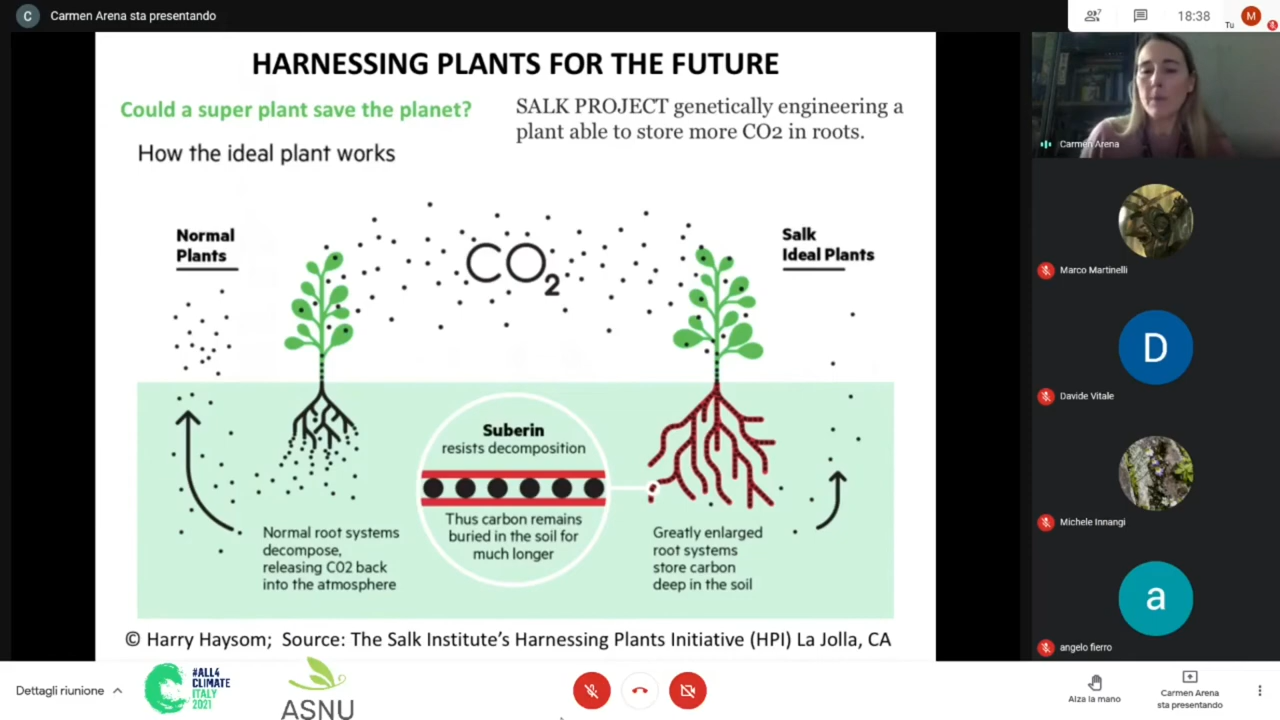 C
Carmen Arena sta presentando
7
18:38
Tu
M
HARNESSING PLANTS FOR THE FUTURE
Could a super plant save the planet?
SALK PROJECT genetically engineering a
plant able to store more CO2 in roots.
How the ideal plant works
Normal
Plants
CO2
Salk
Ideal Plants
Suberin
resists decomposition
Thus carbon remains
buried in the soil for
much longer
Normal root systems
decompose,
releasing C02 back
into the atmosphere
Greatly enlarged
root systems
store carbon
deep in the soil
© Harry Haysom; Source: The Salk Institute's Harnessing Plants Initiative (HPI) La Jolla, CA
Carmen Arena
Marco Martinelli
D
Davide Vitale
Michele Innangi
a
angelo fierro
Dettagli riunione
#ALL4
CLIMATE
ITALY
2021
ASNU
Alza la mano
Carmen Arena
sta presentando